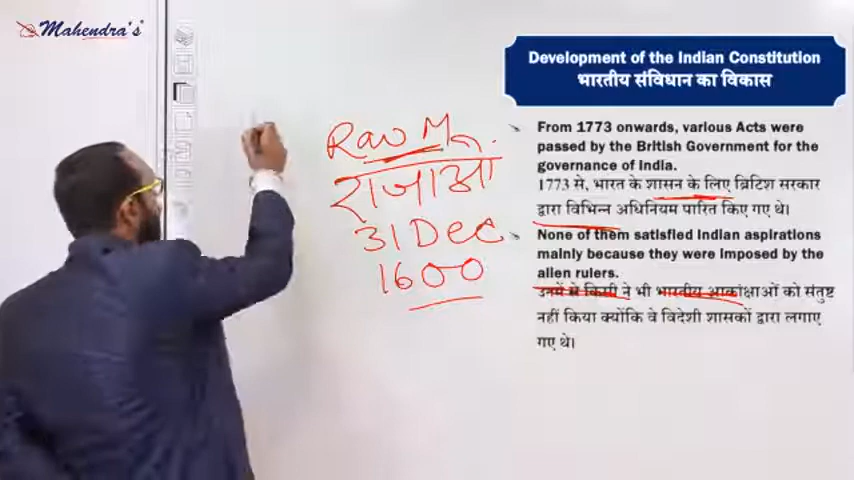 Mahendra's
Raw M
राजाओ
31 Dec
1600
Development of the Indian Constitution
भारतीय संविधान का विकास
From 1773 onwards, various Acts were
passed by the British Government for the
governance of India.
1773 से, भारत के शासन के लिए ब्रिटिश सरकार
द्वारा विभिन्न अधिनियम पारित किए गए थे।
None of them satisfied Indian aspirations
mainly because they were imposed by the
alien rulers.
उनमें से किसी ने भी भारतीय आकांक्षाओं को संतुष्ट
नहीं किया क्योंकि वे विदेशी शासकों द्वारा लगाए
गए थे।